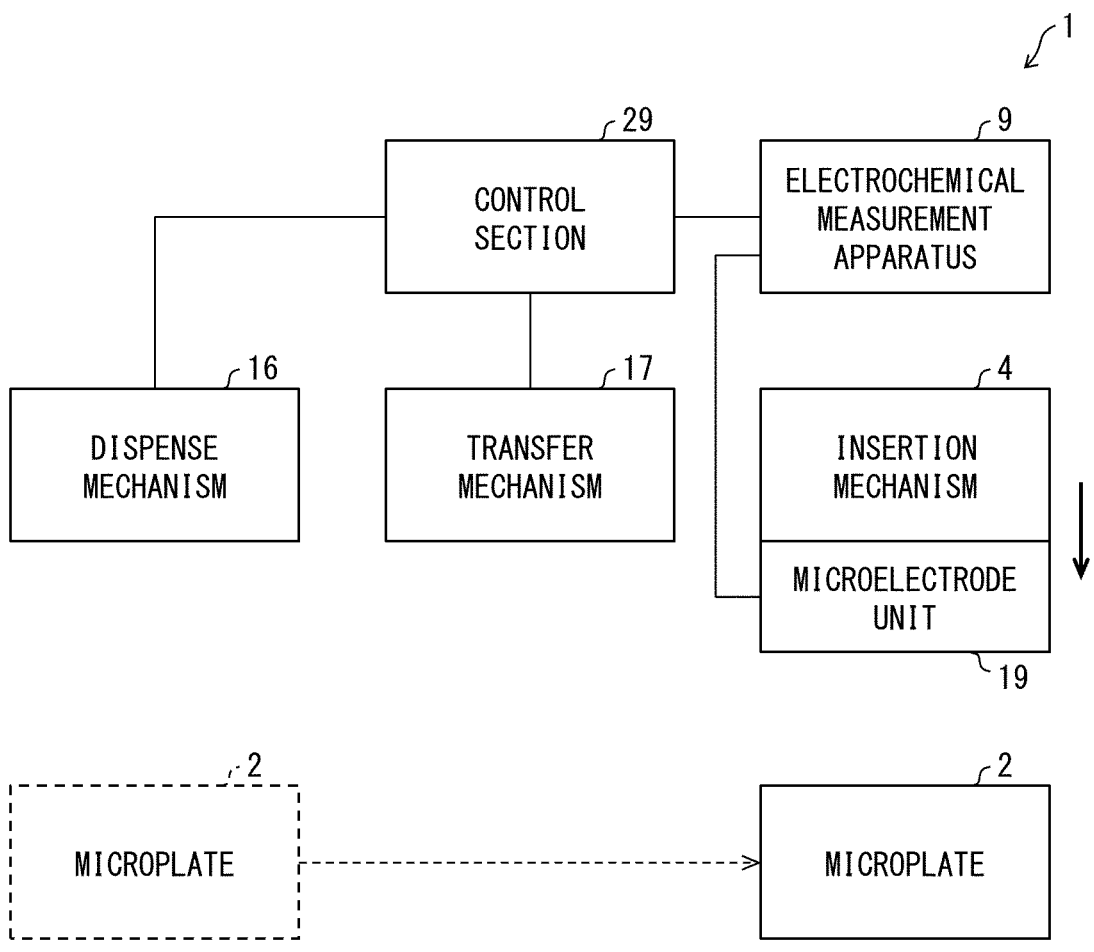 1
29
9
CONTROL
SECTION
ELECTROCHEMICAL
MEASUREMENT
APPARATUS
16
17
4
DISPENSE
MECHANISM
TRANSFER
MECHANISM
INSERTION
MECHANISM
MICROELECTRODE
UNIT
19
2
2
MICROPLATE
MICROPLATE